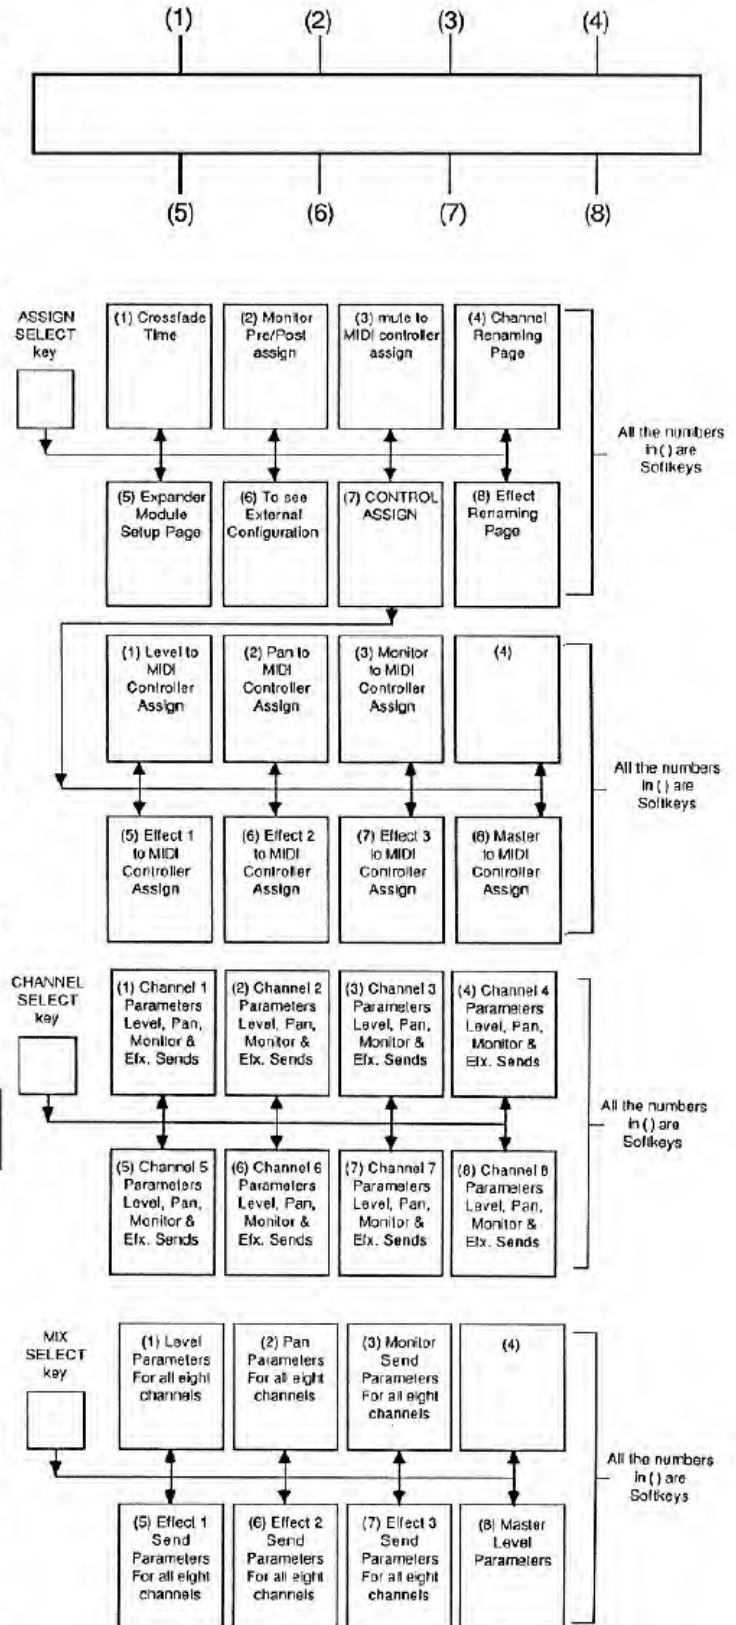 (1) (2) (3) (4)
(5) (6) (7) (8)
ASSIGN
SELECT
key
(1) Crossfade
Time
(2) Monitor
Pre/Post
assign
(3) mute to
MIDI controller
assign
(4) Channel
Renaming
Page
(5) Expander
Module
Setup Page
(6) To see
External
Configuration
(7) CONTROL
ASSIGN
(8) Effect
Renaming
Page
All the numbers
in ( ) are
Softkeys
(1) Level to
MIDI
Controller
Assign
(2) Pan to
MIDI
Controller
Assign
(3) Monitor
to MIDI
Controller
Assign
(4)
(5) Effect 1
to MIDI
Controller
Assign
(6) Effect 2
to MIDI
Controller
Assign
(7) Effect 3
to MIDI
Controller
Assign
(8) Master
to MIDI
Controller
Assign
All the numbers
in ( ) are
Softkeys
CHANNEL
SELECT
key
(1) Channel 1
Parameters
Level, Pan,
Monitor &
Efx. Sends
(2) Channel 2
Parameters
Level, Pan,
Monitor &
Efx. Sends
(3) Channel 3
Parameters
Level, Pan,
Monitor &
Efx. Sends
(4) Channel 4
Parameters
Level, Pan,
Monitor &
Efx. Sends
(5) Channel 5
Parameters
Level, Pan,
Monitor &
Efx. Sends
(6) Channel 6
Parameters
Level, Pan,
Monitor &
Efx. Sends
(7) Channel 7
Parameters
Level, Pan,
Monitor &
Efx. Sends
(8) Channel 8
Parameters
Level, Pan,
Monitor &
Efx. Sends
All the numbers
in ( ) are
Softkeys
MIX
SELECT
key
(1) Level
Parameters
For all eight
channels
(2) Pan
Parameters
For all eight
channels
(3) Monitor
Send
Parameters
For all eight
channels
(4)
(5) Effect 1
Send
Parameters
For all eight
channels
(6) Effect 2
Send
Parameters
For all eight
channels
(7) Effect 3
Send
Parameters
For all eight
channels
(8) Master
Level
Parameters
All the numbers
in ( ) are
Softkeys